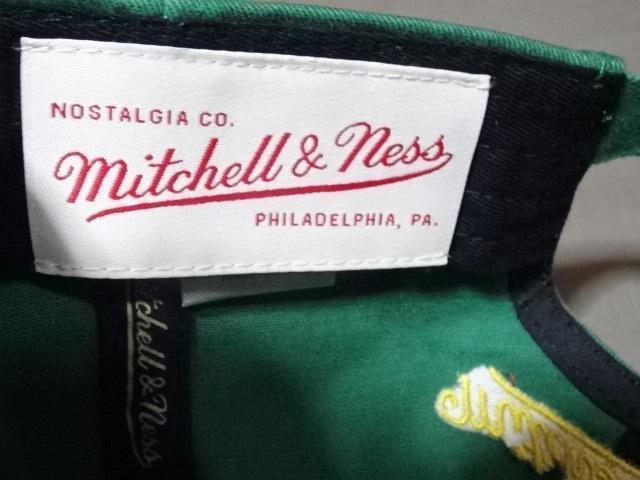 NOSTALGIA CO.
Mitchell & Ness
PHILADELPHIA, PA.
Mitchell & Ness